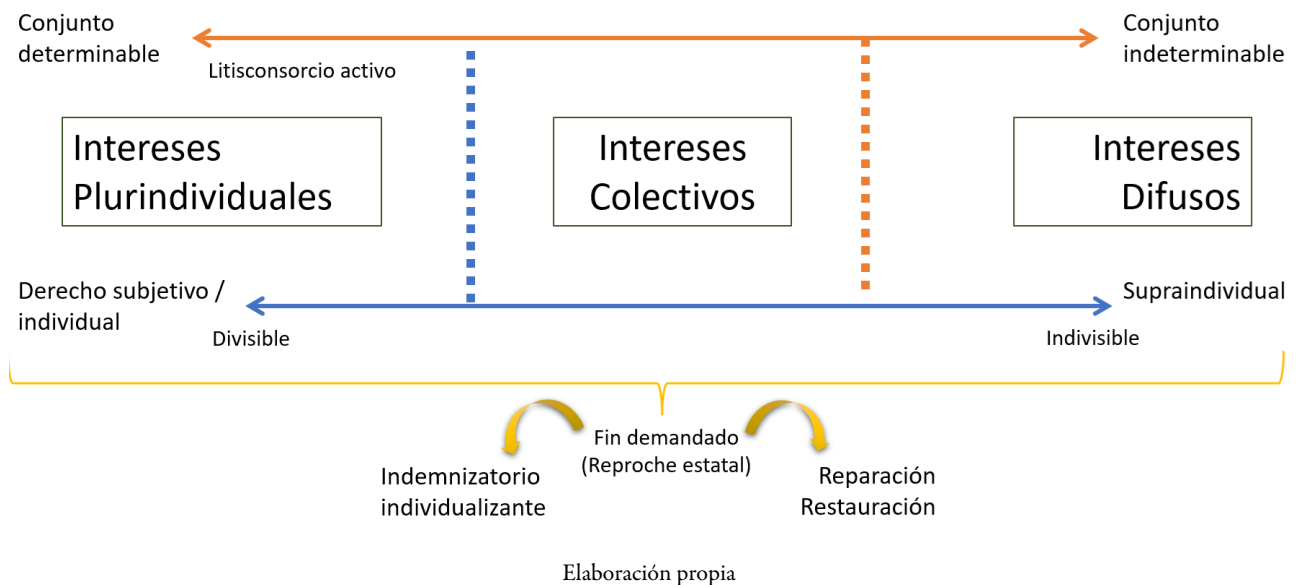 Conjunto
determinable
Conjunto
indeterminable
Litisconsorcio activo
Intereses
Plurindividuales
Intereses
Colectivos
Intereses
Difusos
Derecho subjetivo /
individual
Supraindividual
Divisible
Indivisible
Fin demandado
(Reproche estatal)
Indemnizatorio
individualizante
Reparación
Restauración
Elaboración propia